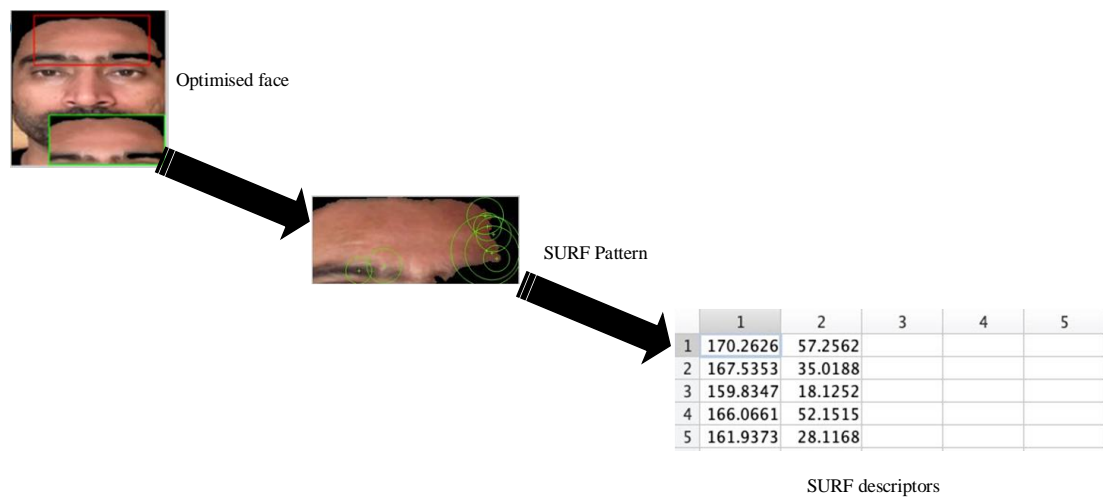 Optimised face
SURF Pattern
1 2 3 4 5
1 170.2626 57.2562
2 167.5353 35.0188
3 159.8347 18.1252
4 166.0661 52.1515
5 161.9373 28.1168
SURF descriptors